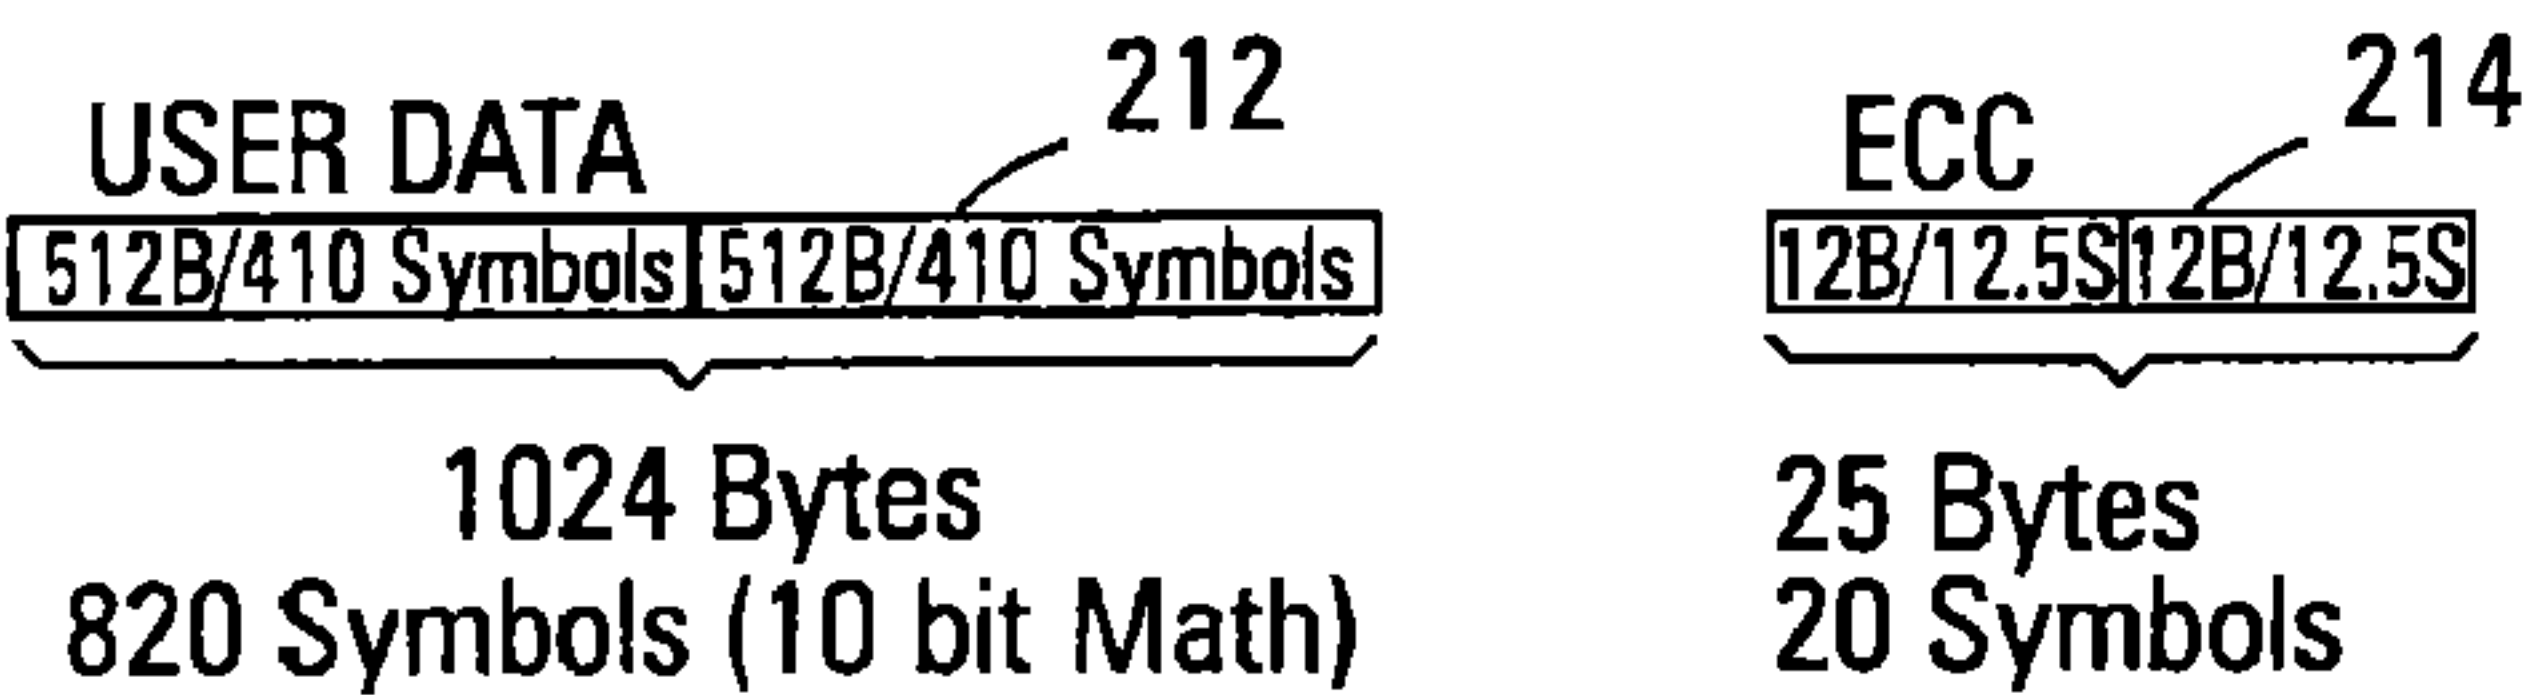 212
214
USER DATA
ECC
512B/410 Symbols 512B/410 Symbols
12B/12.5S 12B/12.5S
1024 Bytes
820 Symbols (10 bit Math)
25 Bytes
20 Symbols